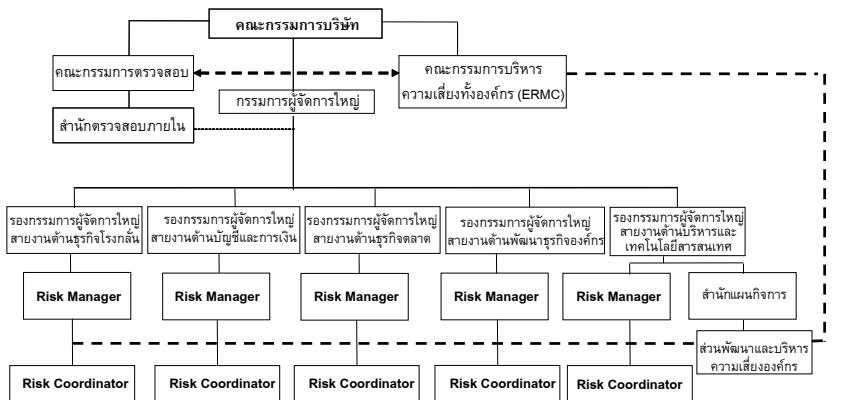 คณะกรรมการบริษัท
คณะกรรมการตรวจสอบ
คณะกรรมการบริหาร
ความเสี่ยงทั้งองค์กร (ERMC)
กรรมการผู้จัดการใหญ่
สำนักตรวจสอบภายใน
รองกรรมการผู้จัดการใหญ่
สายงานด้านธุรกิจโรงกลั่น
รองกรรมการผู้จัดการใหญ่
สายงานด้านบัญชีและการเงิน
รองกรรมการผู้จัดการใหญ่
สายงานด้านธุรกิจตลาด
รองกรรมการผู้จัดการใหญ่
สายงานด้านพัฒนาธุรกิจองค์กร
รองกรรมการผู้จัดการใหญ่
สายงานด้านบริหารและ
เทคโนโลยีสารสนเทศ
Risk Manager
Risk Manager
Risk Manager
Risk Manager
Risk Manager
สำนักแผนกิจการ
ส่วนพัฒนาและบริหาร
ความเสี่ยงองค์กร
Risk Coordinator
Risk Coordinator
Risk Coordinator
Risk Coordinator
Risk Coordinator